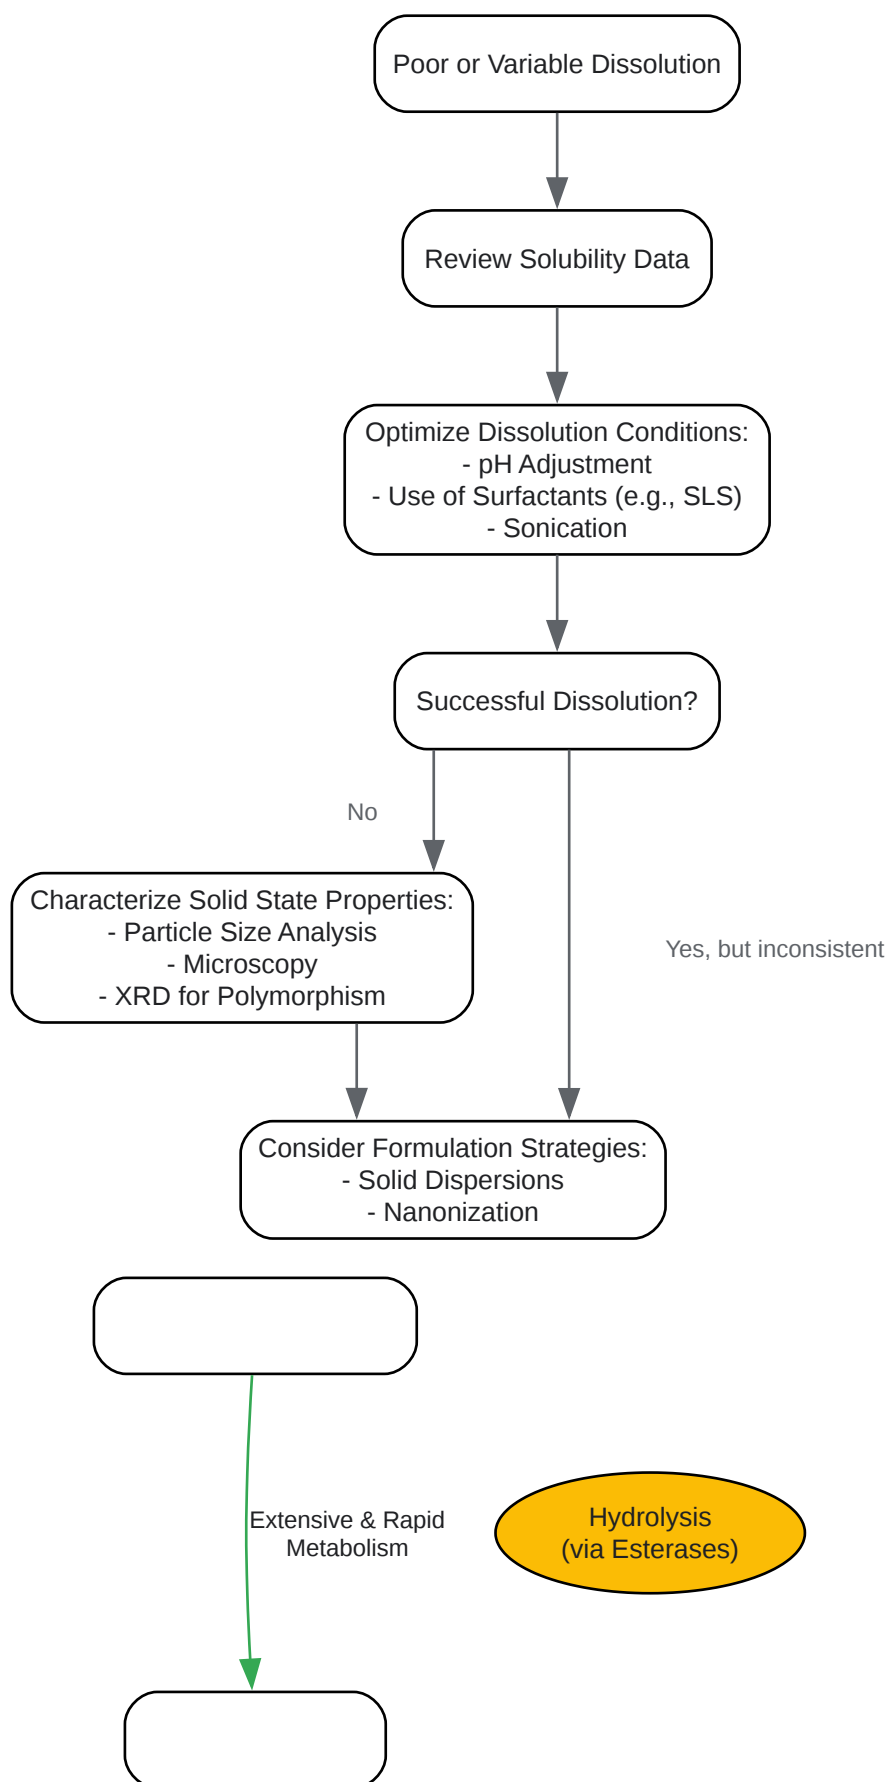 Poor or Variable Dissolution
Review Solubility Data
Optimize Dissolution Conditions:
- pH Adjustment
- Use of Surfactants (e.g., SLS)
- Sonication
Successful Dissolution?
No
Characterize Solid State Properties:
- Particle Size Analysis
- Microscopy
- XRD for Polymorphism
Yes, but inconsistent
Consider Formulation Strategies:
- Solid Dispersions
- Nanonization
Extensive & Rapid
Metabolism
Hydrolysis
(via Esterases)